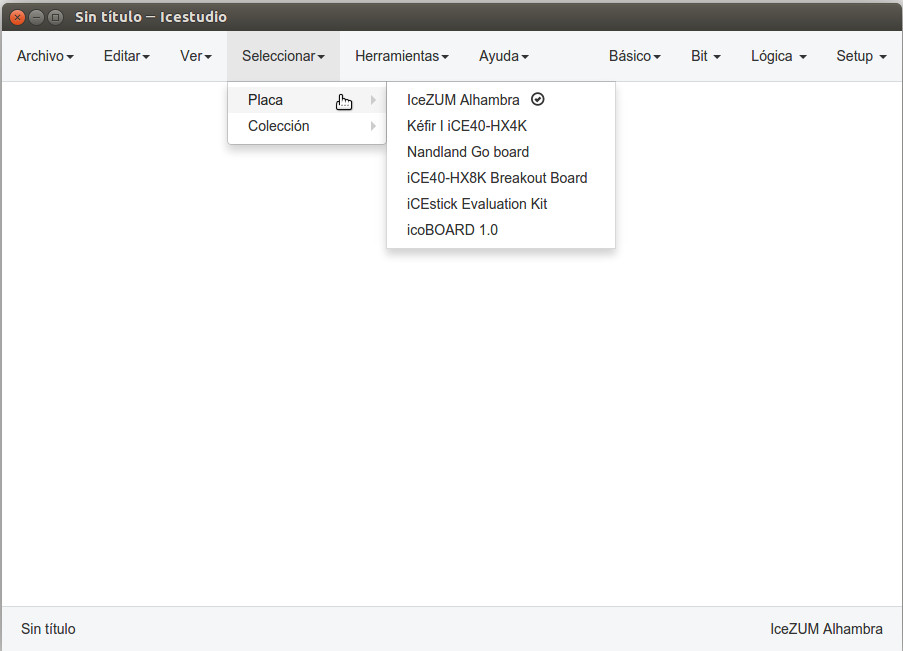 Sin título – Icestudio
Archivo Editar Ver Seleccionar Herramientas Ayuda Básico Bit Lógica Setup
Placa
Colección
IceZUM Alhambra
Kéfir I iCE40-HX4K
Nandland Go board
iCE40-HX8K Breakout Board
iCEstick Evaluation Kit
icoBOARD 1.0
Sin título IceZUM Alhambra